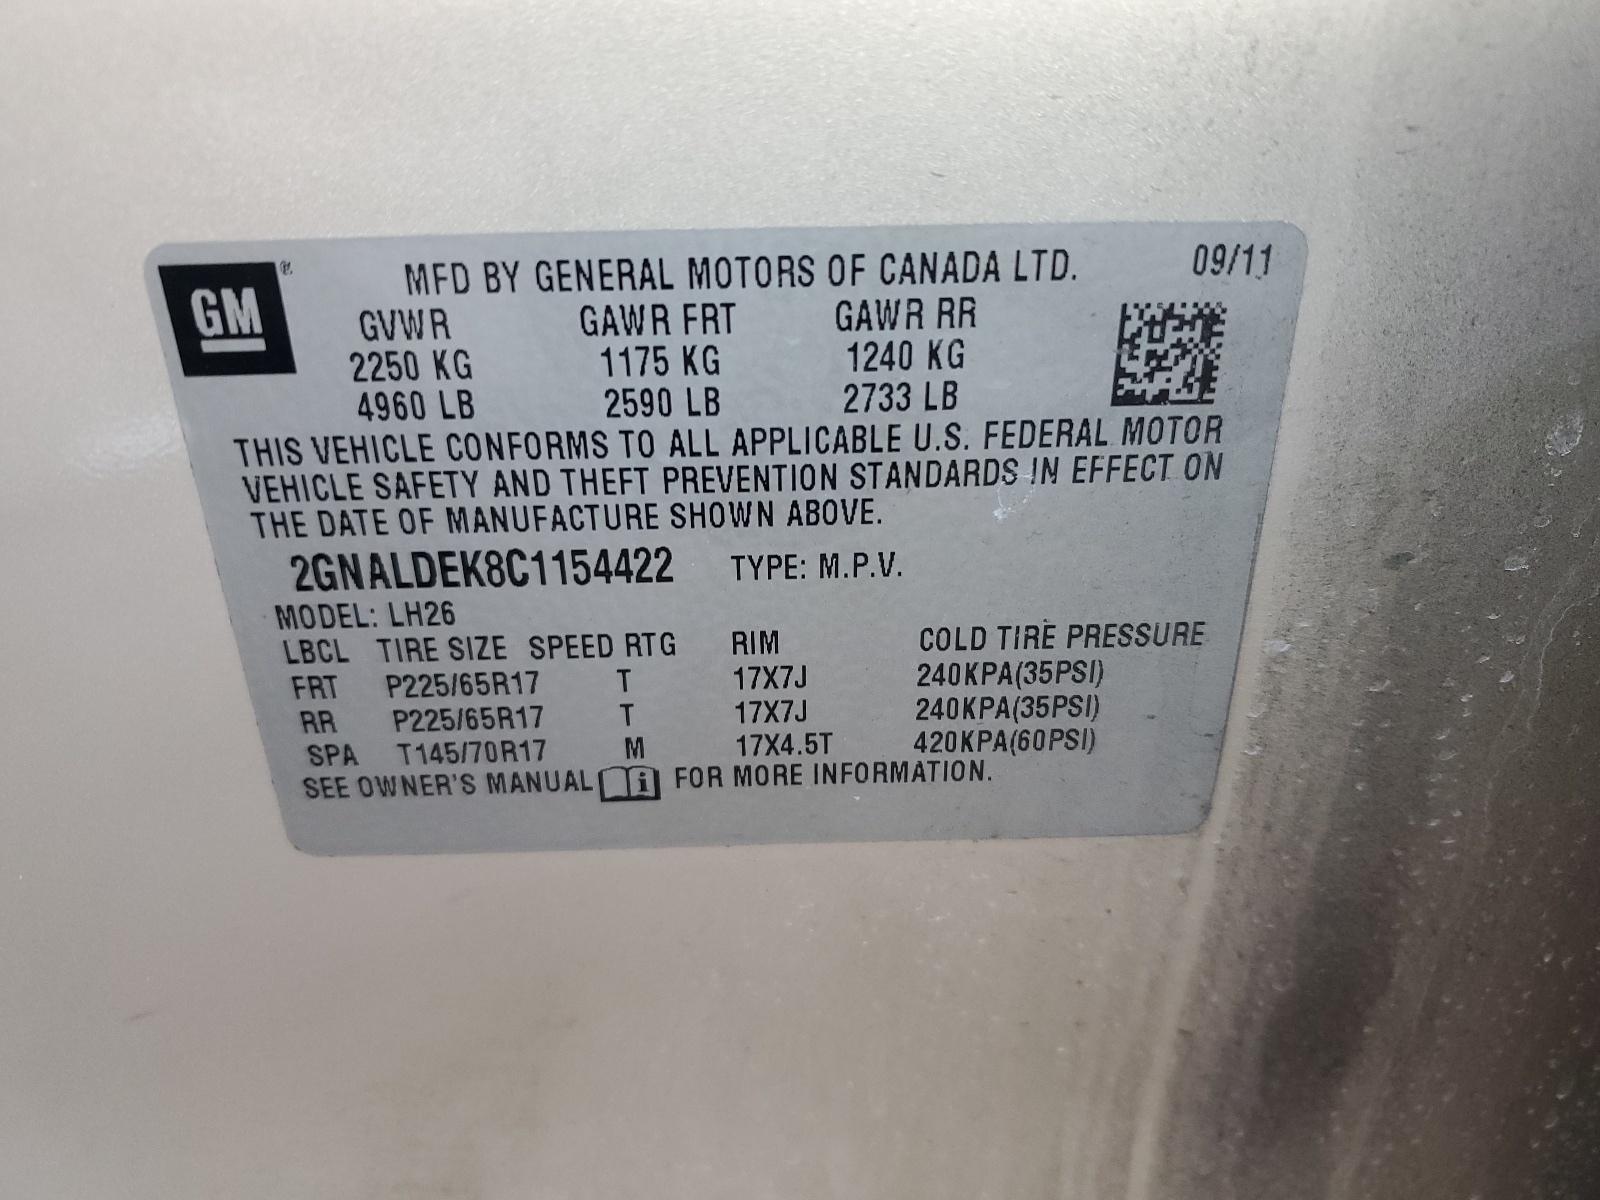 GM ®
MFD BY GENERAL MOTORS OF CANADA LTD. 09/11
GVWR GAWR FRT GAWR RR
2250 KG 1175 KG 1240 KG
4960 LB 2590 LB 2733 LB
THIS VEHICLE CONFORMS TO ALL APPLICABLE U.S. FEDERAL MOTOR
VEHICLE SAFETY AND THEFT PREVENTION STANDARDS IN EFFECT ON
THE DATE OF MANUFACTURE SHOWN ABOVE.
2GNALDEK8C1154422 TYPE: M.P.V.
MODEL: LH26
LBCL TIRE SIZE SPEED RTG RIM COLD TIRE PRESSURE
FRT P225/65R17 T 17X7J 240KPA(35PSI)
RR P225/65R17 T 17X7J 240KPA(35PSI)
SPA T145/70R17 M 17X4.5T 420KPA(60PSI)
SEE OWNER'S MANUAL i FOR MORE INFORMATION.